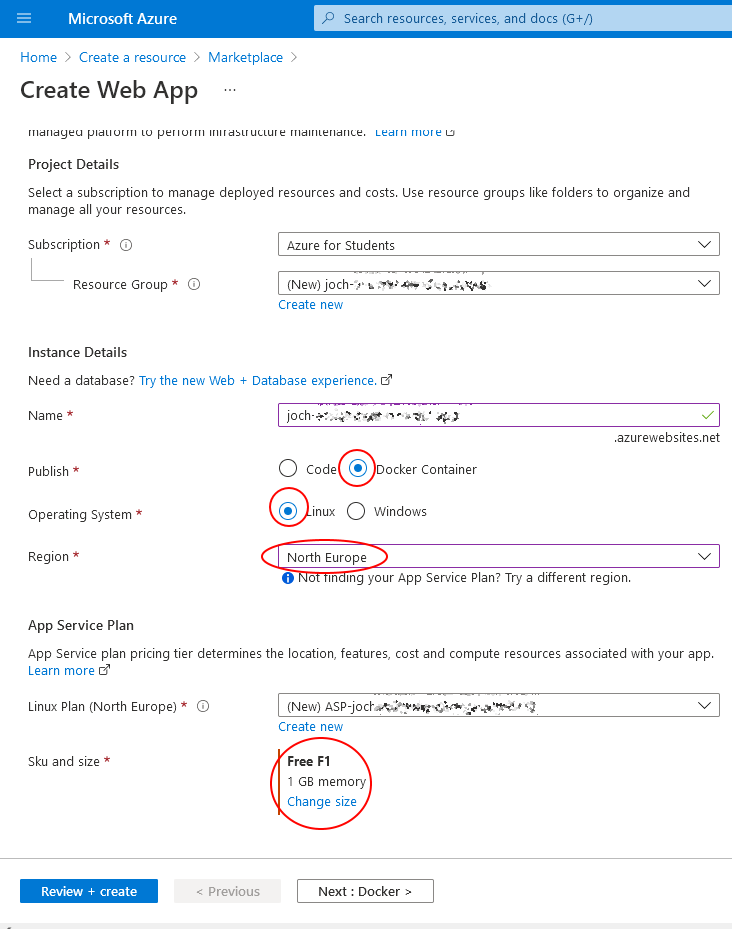 Microsoft Azure
Search resources, services, and docs (G+/)
Home > Create a resource > Marketplace >
Create Web App ...
managed platform to perform infrastructure maintenance. Learn more
Project Details
Select a subscription to manage deployed resources and costs. Use resource groups like folders to organize and
manage all your resources.
Subscription *
Azure for Students
Resource Group *
(New) joch-
Create new
Instance Details
Need a database? Try the new Web + Database experience.
Name *
joch-
.azurewebsites.net
Publish *
Code
Docker Container
Operating System *
Linux
Windows
Region *
North Europe
Not finding your App Service Plan? Try a different region.
App Service Plan
App Service plan pricing tier determines the location, features, cost and compute resources associated with your app.
Learn more
Linux Plan (North Europe) *
(New) ASP-joch
Create new
Sku and size *
Free F1
1 GB memory
Change size
Review + create
< Previous
Next : Docker >